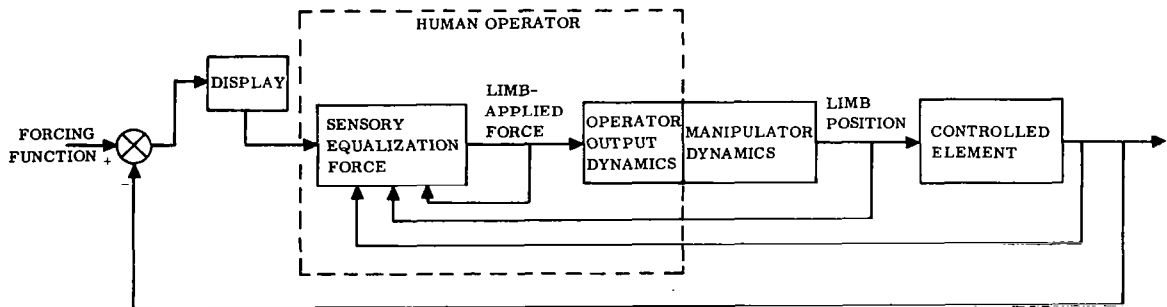 HUMAN OPERATOR
DISPLAY
FORCING
FUNCTION
+
−
SENSORY
EQUALIZATION
FORCE
LIMB-
APPLIED
FORCE
OPERATOR
OUTPUT
DYNAMICS
MANIPULATOR
DYNAMICS
LIMB
POSITION
CONTROLLED
ELEMENT